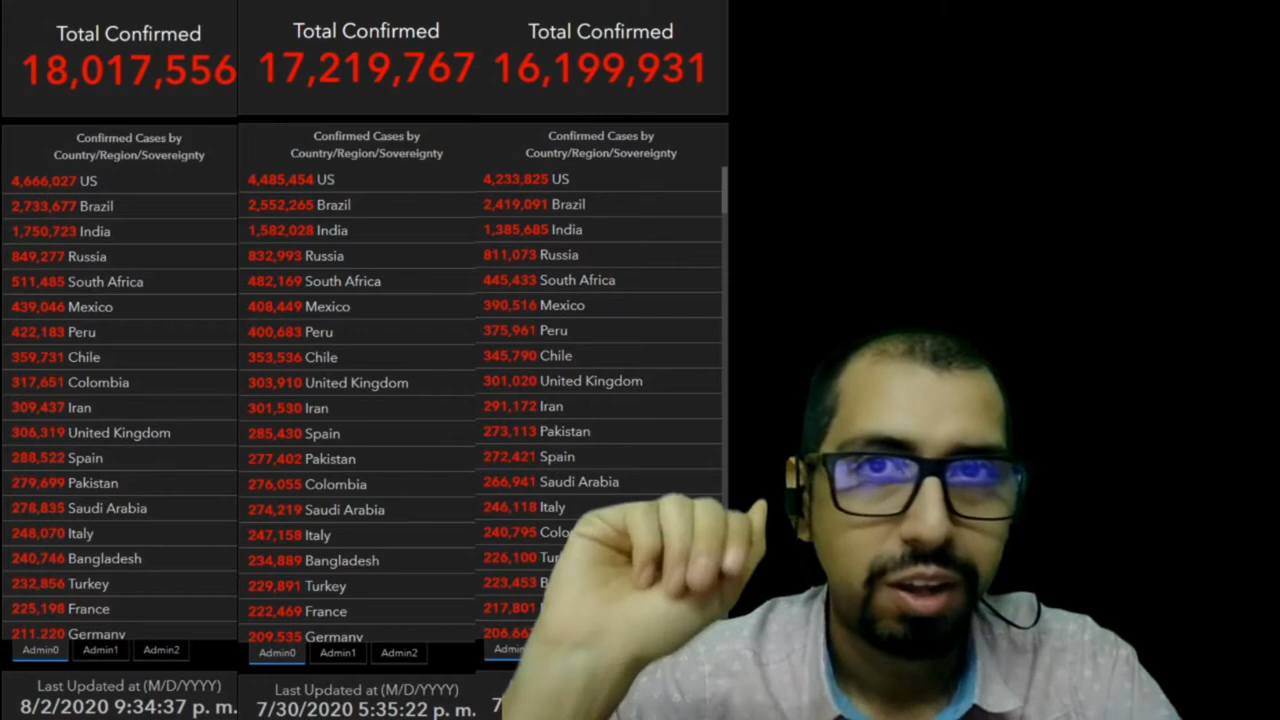 Total Confirmed
18,017,556
Confirmed Cases by
Country/Region/Sovereignty
4,666,027 US
2,733,677 Brazil
1,750,723 India
849,277 Russia
511,485 South Africa
439,046 Mexico
422,183 Peru
359,731 Chile
317,651 Colombia
309,437 Iran
306,319 United Kingdom
288,522 Spain
279,699 Pakistan
278,835 Saudi Arabia
248,070 Italy
240,746 Bangladesh
232,856 Turkey
225,198 France
211,220 Germany
Admin0 Admin1 Admin2
Last Updated at (M/D/YYYY)
8/2/2020 9:34:37 p. m.
Total Confirmed
17,219,767
Confirmed Cases by
Country/Region/Sovereignty
4,485,454 US
2,552,265 Brazil
1,582,028 India
832,993 Russia
482,169 South Africa
408,449 Mexico
400,683 Peru
353,536 Chile
303,910 United Kingdom
301,530 Iran
285,430 Spain
277,402 Pakistan
276,055 Colombia
274,219 Saudi Arabia
247,158 Italy
234,889 Bangladesh
229,891 Turkey
222,469 France
209,535 Germany
Admin0 Admin1 Admin2
Last Updated at (M/D/YYYY)
7/30/2020 5:35:22 p. m.
Total Confirmed
16,199,931
Confirmed Cases by
Country/Region/Sovereignty
4,233,825 US
2,419,091 Brazil
1,385,685 India
811,073 Russia
445,433 South Africa
390,516 Mexico
375,961 Peru
345,790 Chile
301,020 United Kingdom
291,172 Iran
273,113 Pakistan
272,421 Spain
266,941 Saudi Arabia
246,118 Italy
240,795
226,100
223,453
217,801